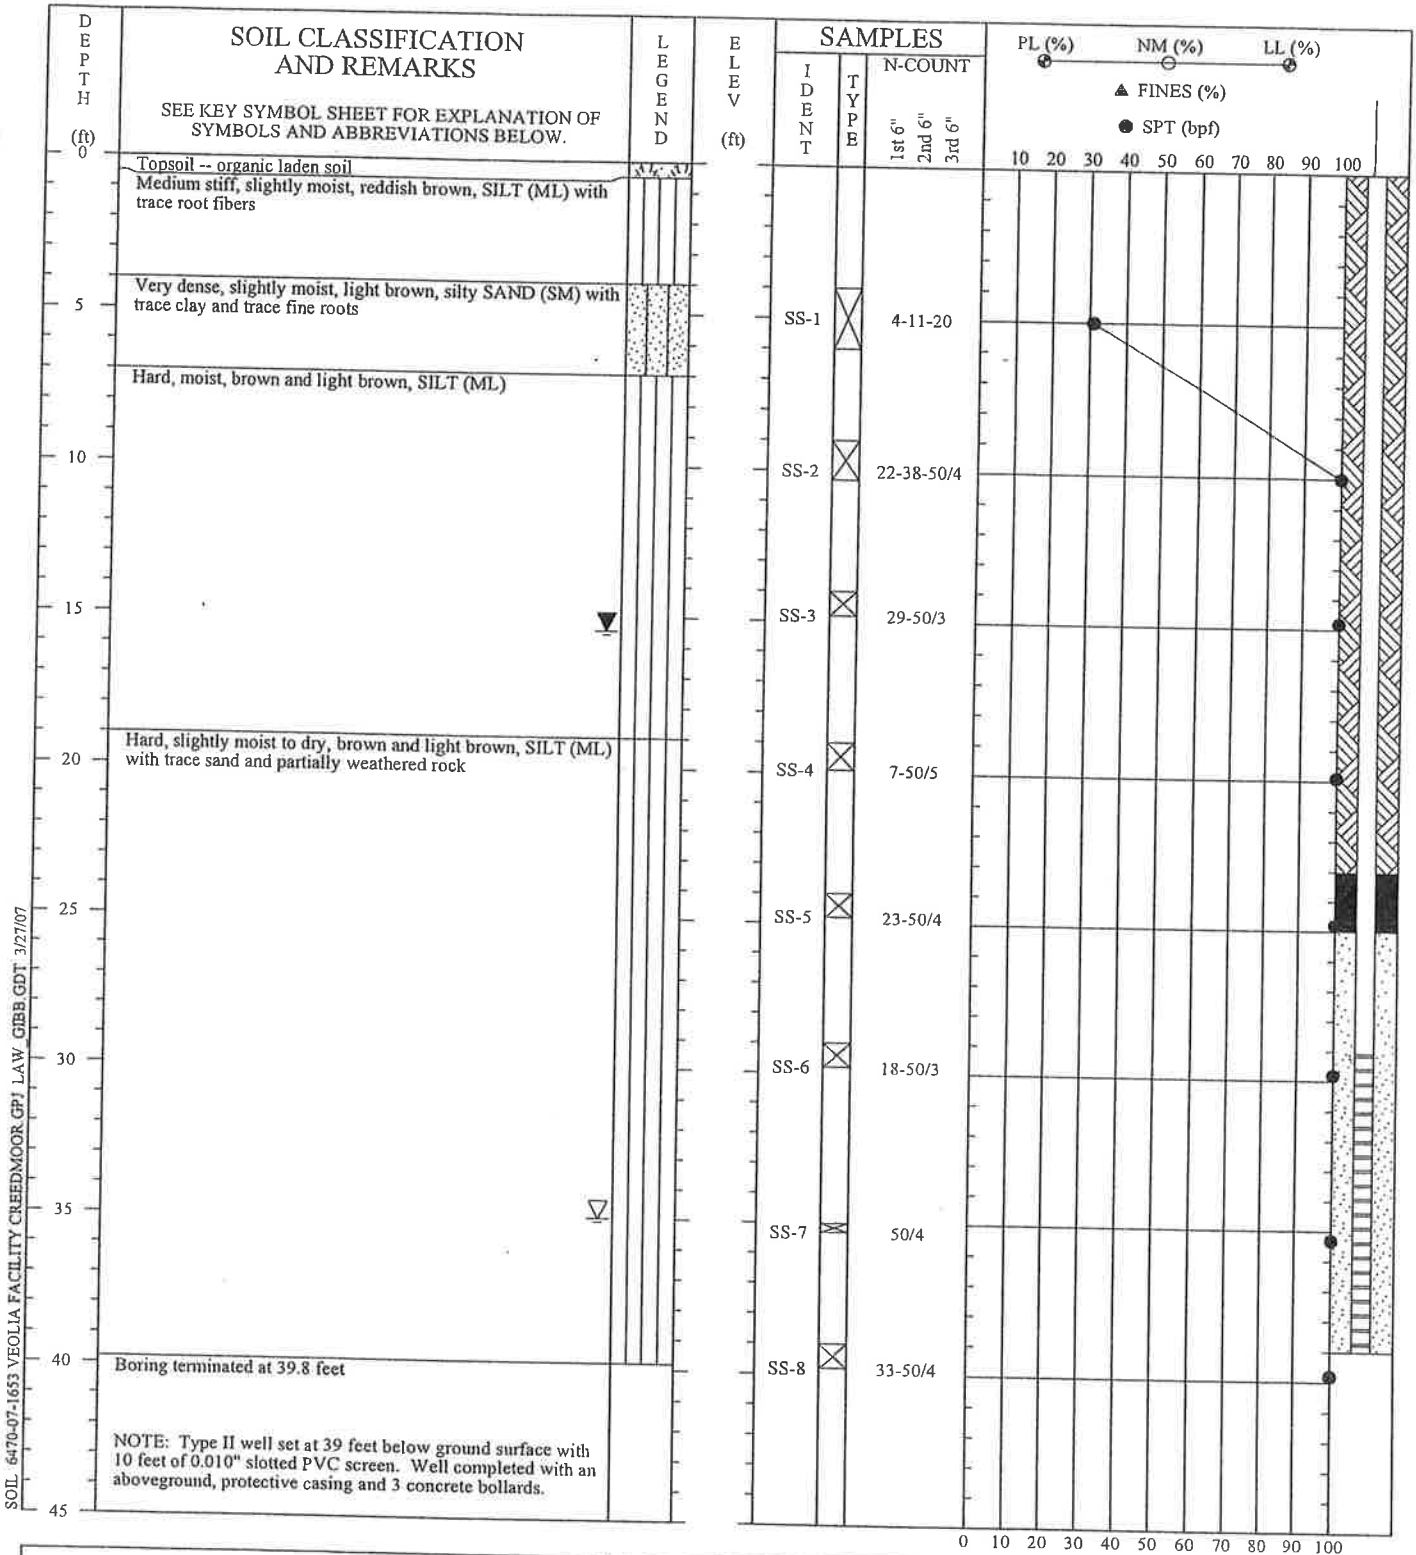 DEPTH
(ft)
SOIL CLASSIFICATION
AND REMARKS
SEE KEY SYMBOL SHEET FOR EXPLANATION OF
SYMBOLS AND ABBREVIATIONS BELOW.
LEGEND
ELEV
(ft)
SAMPLES
IDENT
TYPE
N-COUNT
1st 6"
2nd 6"
3rd 6"
PL (%) NM (%) LL (%)
▲ FINES (%)
● SPT (bpf)
10 20 30 40 50 60 70 80 90 100
0
Topsoil -- organic laden soil
Medium stiff, slightly moist, reddish brown, SILT (ML) with
trace root fibers
Very dense, slightly moist, light brown, silty SAND (SM) with
trace clay and trace fine roots
5
SS-1 4-11-20
Hard, moist, brown and light brown, SILT (ML)
10
SS-2 22-38-50/4
15
SS-3 29-50/3
Hard, slightly moist to dry, brown and light brown, SILT (ML)
with trace sand and partially weathered rock
20
SS-4 7-50/5
25
SS-5 23-50/4
30
SS-6 18-50/3
35
SS-7 50/4
40
SS-8 33-50/4
Boring terminated at 39.8 feet
NOTE: Type II well set at 39 feet below ground surface with
10 feet of 0.010" slotted PVC screen. Well completed with an
aboveground, protective casing and 3 concrete bollards.
45
0 10 20 30 40 50 60 70 80 90 100
SOIL 6470-07-1653 VEOLIA FACILITY CREEDMOOR.GPJ LAW_GIBB.GDT 3/27/07